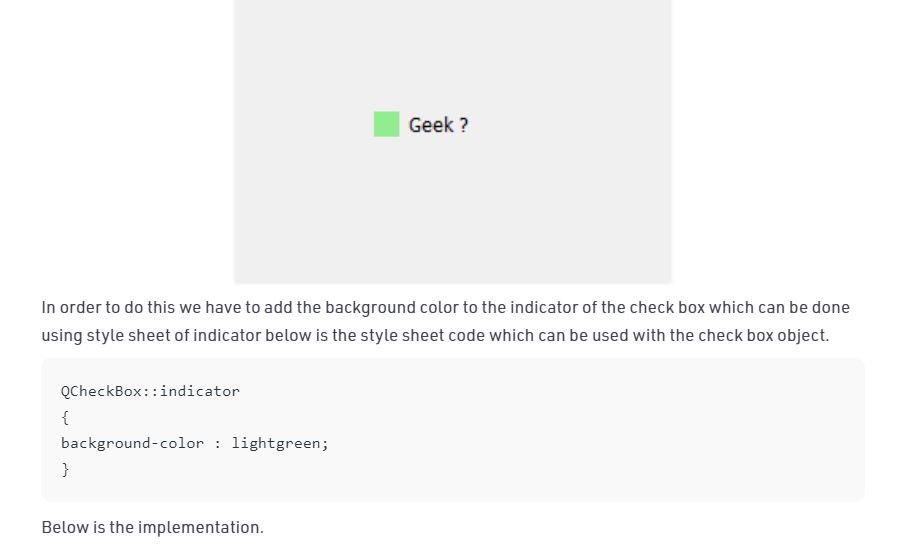 Geek ?
In order to do this we have to add the background color to the indicator of the check box which can be done
using style sheet of indicator below is the style sheet code which can be used with the check box object.
QCheckBox::indicator
{
background-color : lightgreen;
}
Below is the implementation.